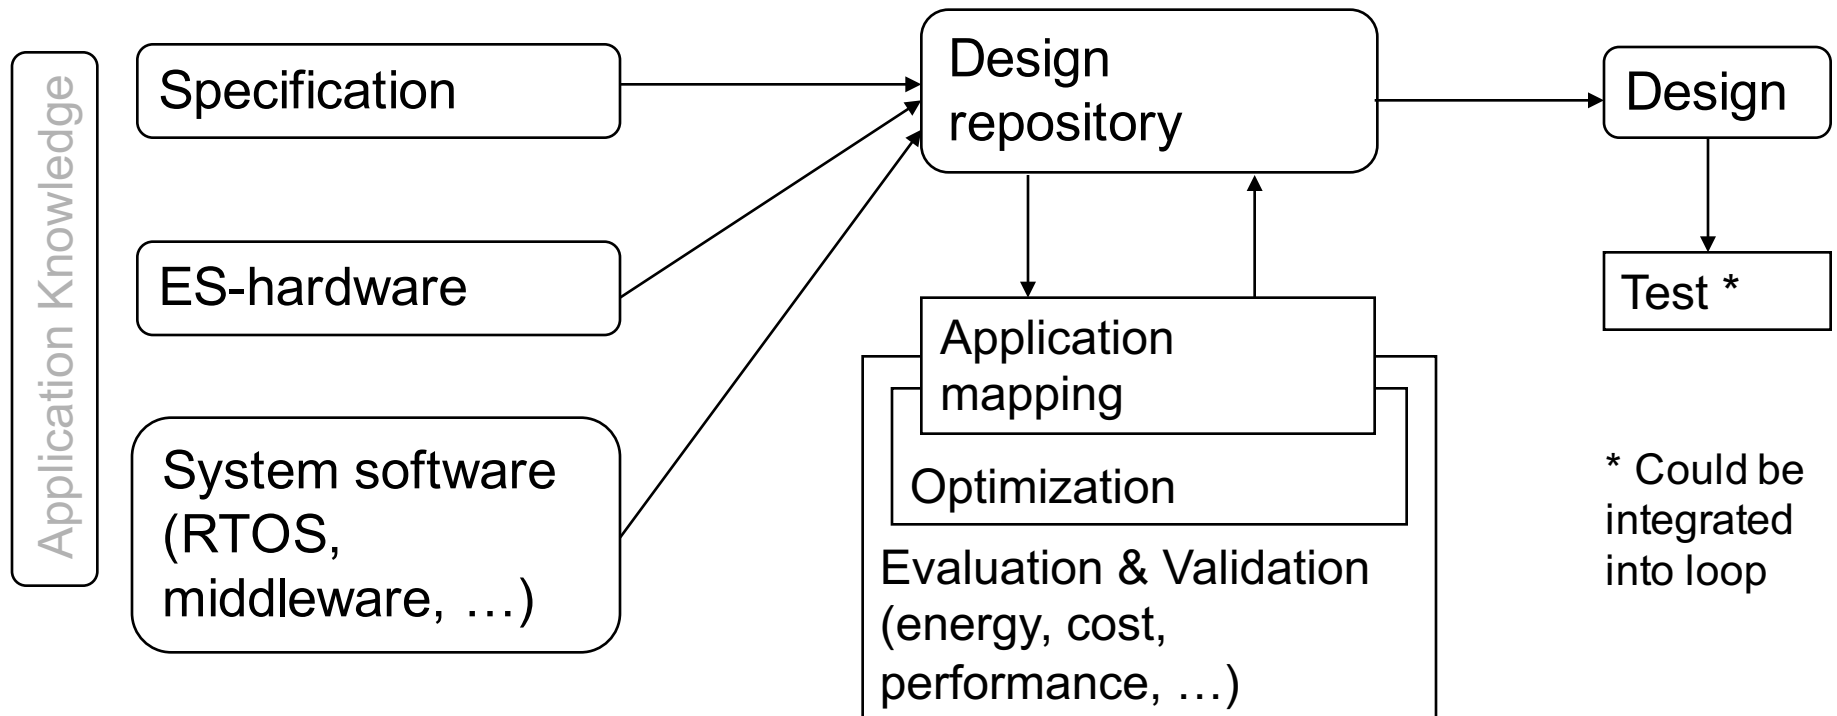 Application Knowledge
Specification
ES-hardware
System software
(RTOS,
middleware, …)
Design
repository
Application
mapping
Optimization
Evaluation & Validation
(energy, cost,
performance, …)
Design
Test *
* Could be
integrated
into loop